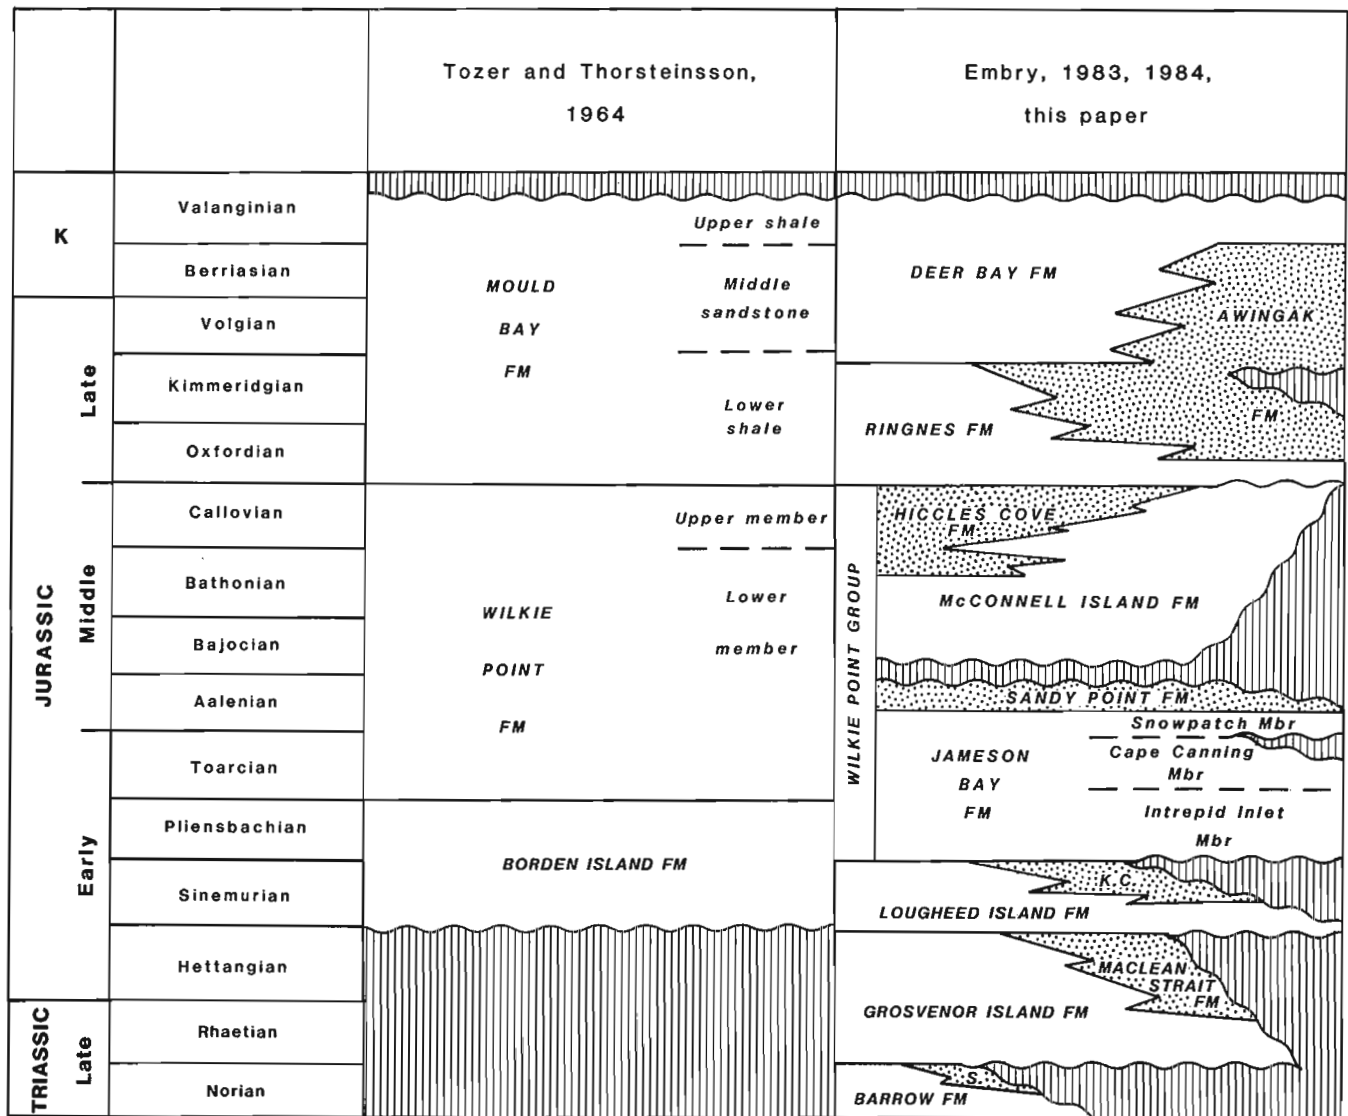 Tozer and Thorsteinsson,
1964
Embry, 1983, 1984,
this paper
K
JURASSIC
TRIASSIC
Late
Middle
Early
Late
Valanginian
Berriasian
Volgian
Kimmeridgian
Oxfordian
Callovian
Bathonian
Bajocian
Aalenian
Toarcian
Pliensbachian
Sinemurian
Hettangian
Rhaetian
Norian
MOULD
BAY
FM
Upper shale
Middle
sandstone
Lower
shale
WILKIE
POINT
FM
Upper member
Lower
member
BORDEN ISLAND FM
DEER BAY FM
AWINGAK
FM
RINGNES FM
WILKIE POINT GROUP
HICCLES COVE
FM
McCONNELL ISLAND FM
SANDY POINT FM
JAMESON
BAY
FM
Snowpatch Mbr
Cape Canning
Mbr
Intrepid Inlet
Mbr
K.C.
LOUGHEED ISLAND FM
MACLEAN
STRAIT
FM
GROSVENOR ISLAND FM
S.
BARROW FM